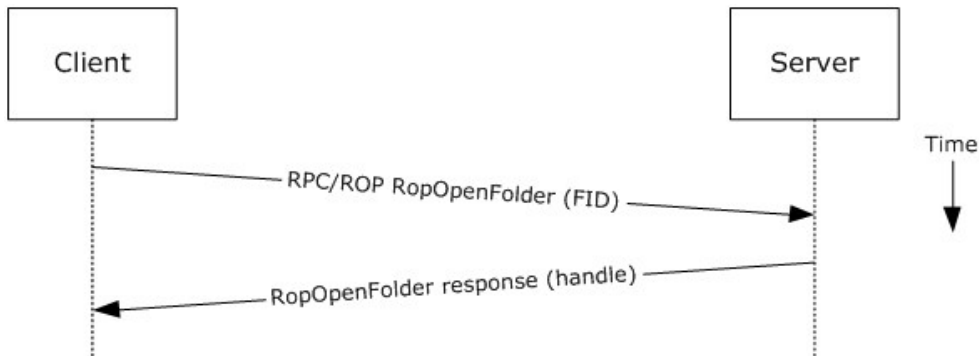 Client
Server
Time
RPC/ROP RopOpenFolder (FID)
RopOpenFolder response (handle)